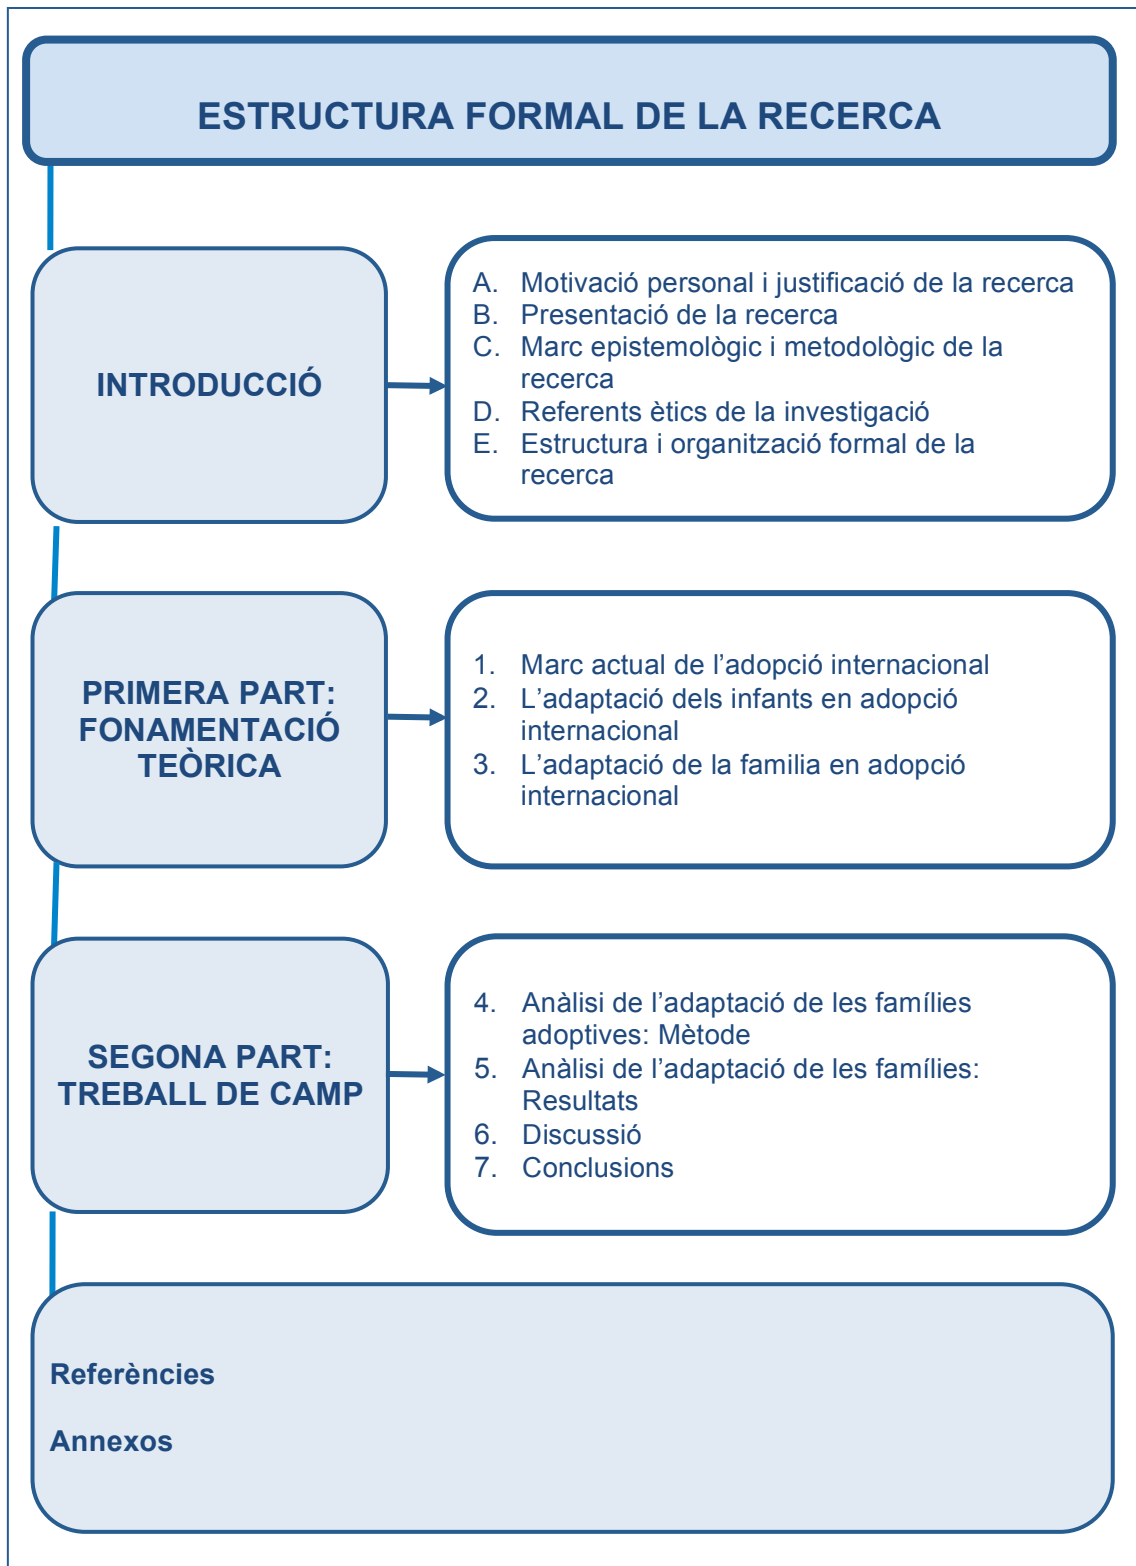 ESTRUCTURA FORMAL DE LA RECERCA
INTRODUCCIÓ
A. Motivació personal i justificació de la recerca
B. Presentació de la recerca
C. Marc epistemològic i metodològic de la
recerca
D. Referents ètics de la investigació
E. Estructura i organització formal de la
recerca
PRIMERA PART:
FONAMENTACIÓ
TEÒRICA
1. Marc actual de l’adopció internacional
2. L’adaptació dels infants en adopció
internacional
3. L’adaptació de la familia en adopció
internacional
SEGONA PART:
TREBALL DE CAMP
4. Anàlisi de l’adaptació de les famílies
adoptives: Mètode
5. Anàlisi de l’adaptació de les famílies:
Resultats
6. Discussió
7. Conclusions
Referències
Annexos